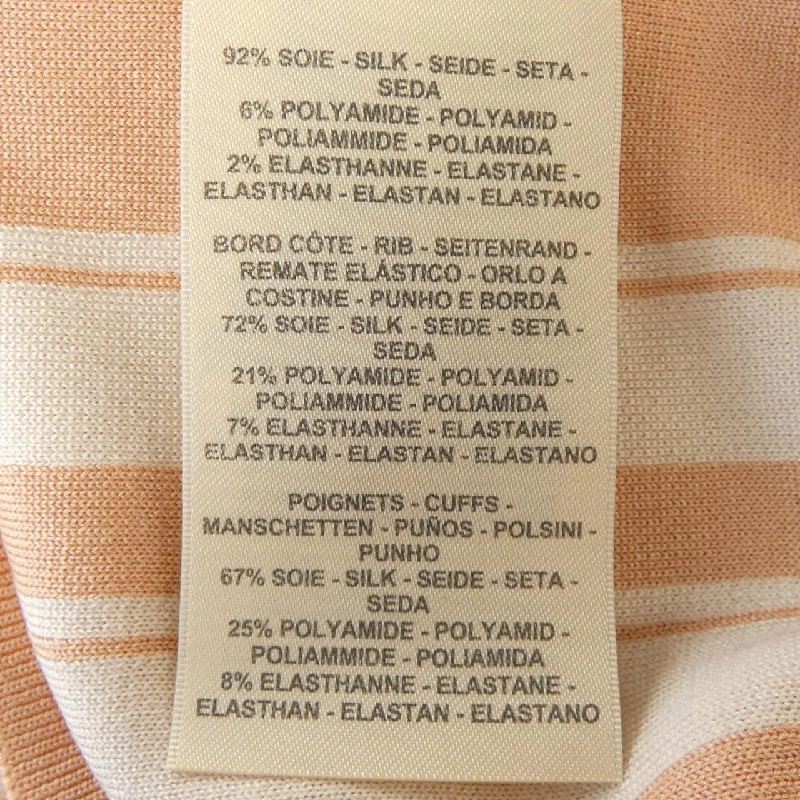 92% SOIE - SILK - SEIDE - SETA -
SEDA
6% POLYAMIDE - POLYAMID -
POLIAMMIDE - POLIAMIDA
2% ELASTHANNE - ELASTANE -
ELASTHAN - ELASTAN - ELASTANO
BORD CÔTE - RIB - SEITENRAND -
REMATE ELÁSTICO - ORLO A
COSTINE - PUNHO E BORDA
72% SOIE - SILK - SEIDE - SETA -
SEDA
21% POLYAMIDE - POLYAMID -
POLIAMMIDE - POLIAMIDA
7% ELASTHANNE - ELASTANE -
ELASTHAN - ELASTAN - ELASTANO
POIGNETS - CUFFS -
MANSCHETTEN - PUÑOS - POLSINI -
PUNHO
67% SOIE - SILK - SEIDE - SETA -
SEDA
25% POLYAMIDE - POLYAMID -
POLIAMMIDE - POLIAMIDA
8% ELASTHANNE - ELASTANE -
ELASTHAN - ELASTAN - ELASTANO